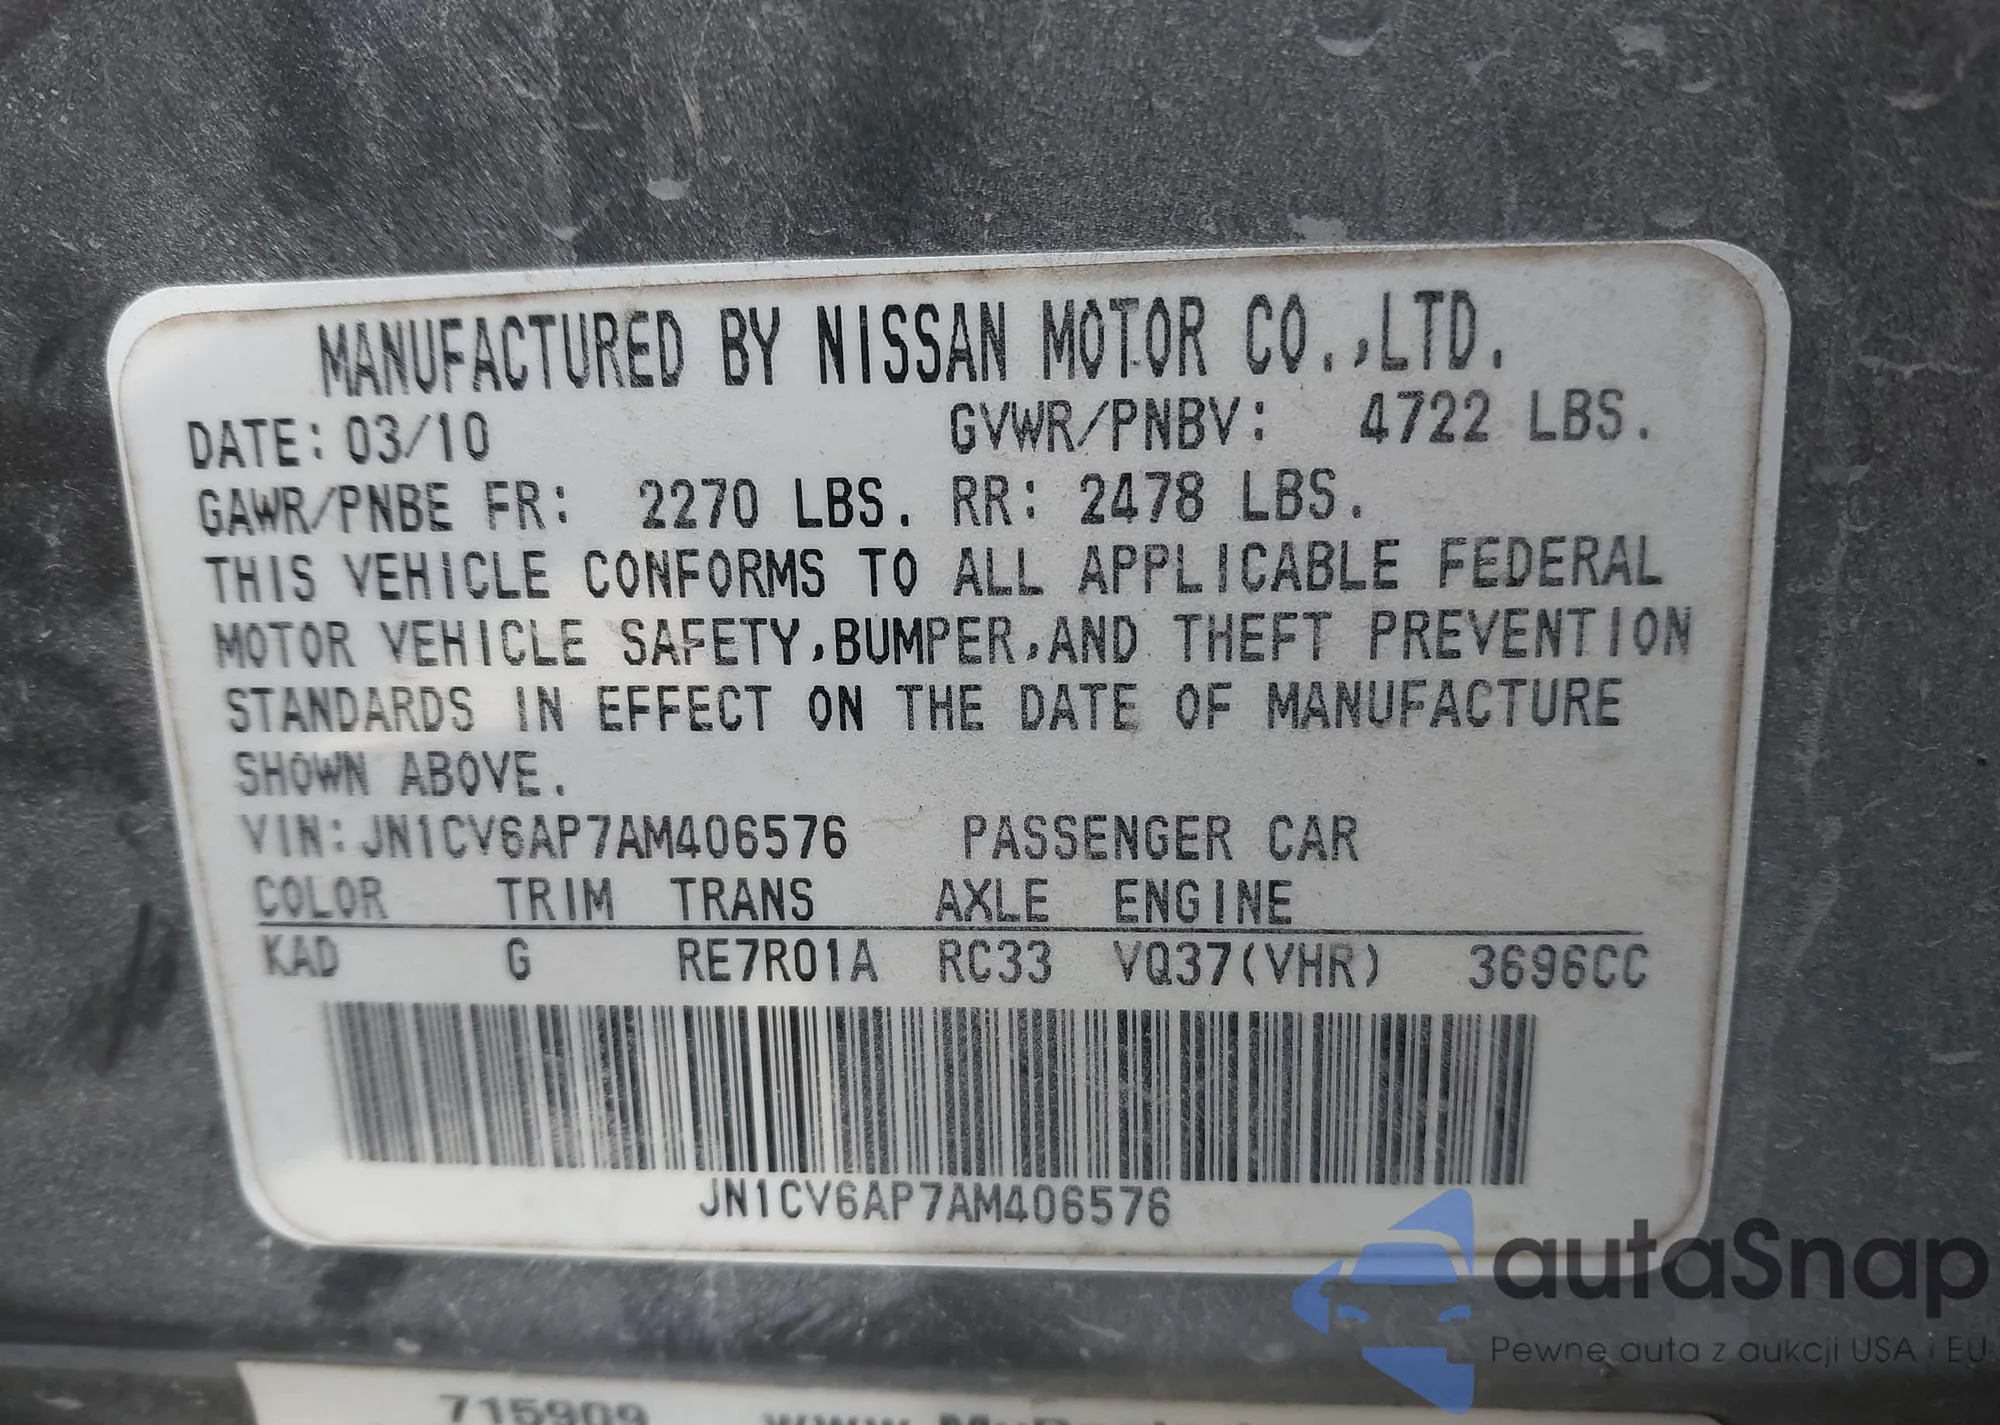 MANUFACTURED BY NISSAN MOTOR CO.,LTD.
DATE: 03/10 GVWR/PNBV: 4722 LBS.
GAWR/PNBE FR: 2270 LBS. RR: 2478 LBS.
THIS VEHICLE CONFORMS TO ALL APPLICABLE FEDERAL
MOTOR VEHICLE SAFETY,BUMPER,AND THEFT PREVENTION
STANDARDS IN EFFECT ON THE DATE OF MANUFACTURE
SHOWN ABOVE.
VIN:JN1CV6AP7AM406576 PASSENGER CAR
COLOR TRIM TRANS AXLE ENGINE
KAD G RE7R01A RC33 VQ37(VHR) 3696CC
JN1CV6AP7AM406576
autaSnap
Pewne auta z aukcji USA i EU
715909